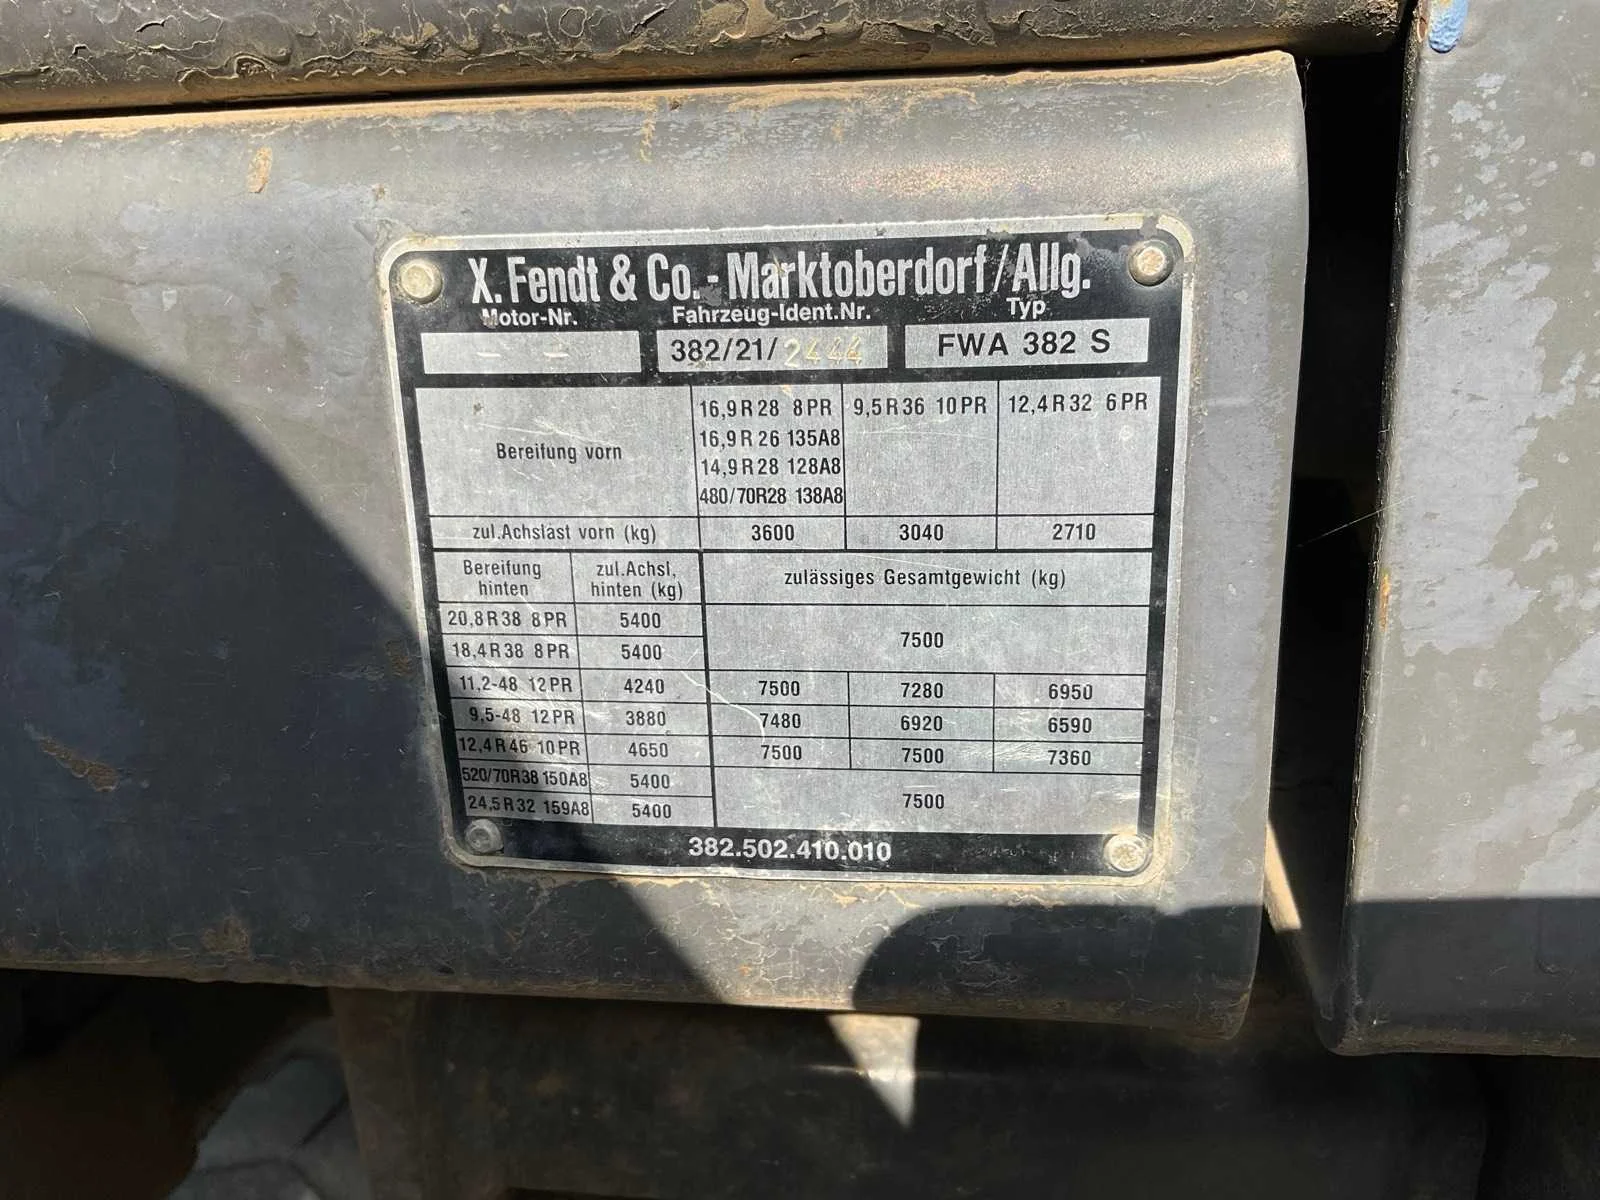 X. Fendt & Co. - Marktoberdorf/Allg.
Motor-Nr. Fahrzeug-Ident.Nr. Typ
- - 382/21/2444 FWA 382 S
Bereifung vorn
16,9 R 28 8 PR 9,5 R 36 10 PR 12,4 R 32 6 PR
16,9 R 26 135A8
14,9 R 28 128A8
480/70R28 138A8
zul.Achslast vorn (kg) 3600 3040 2710
Bereifung hinten zul.Achsl. hinten (kg) zulässiges Gesamtgewicht (kg)
20,8 R 38 8 PR 5400 7500
18,4 R 38 8 PR 5400
11,2-48 12 PR 4240 7500 7280 6950
9,5-48 12 PR 3880 7480 6920 6590
12,4 R 46 10 PR 4650 7500 7500 7360
520/70R38 150A8 5400 7500
24,5 R 32 159A8 5400
382.502.410.010